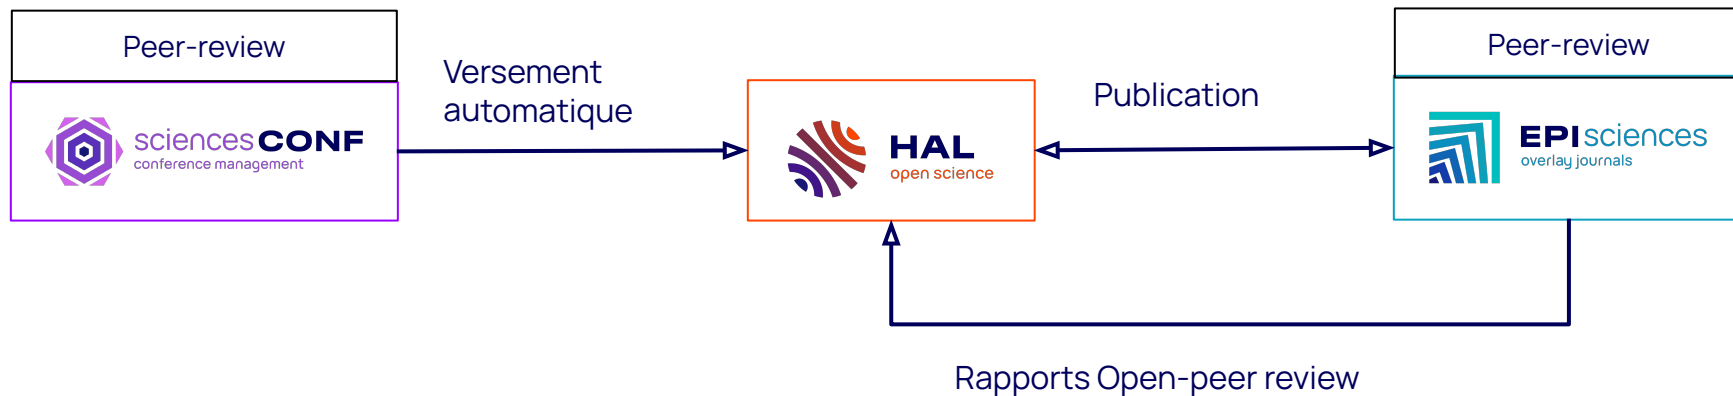 Peer-review
sciencesCONF
conference management
Versement
automatique
HAL
open science
Publication
Peer-review
EPIsciences
overlay journals
Rapports Open-peer review